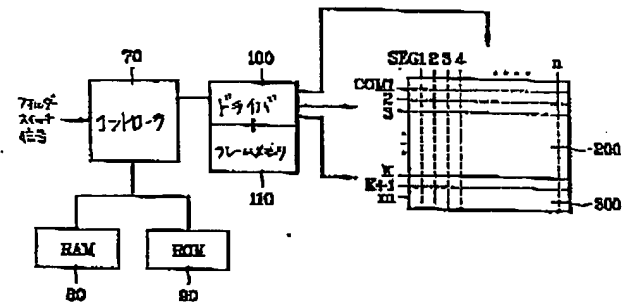 70
100
SEG1 2 3 4
n
COM1
2
3
フォルダー
スイッチ
信号
コントローラ
ドライバ
フレームメモリ
110
200
K
K+1
m
300
RAM
80
ROM
90